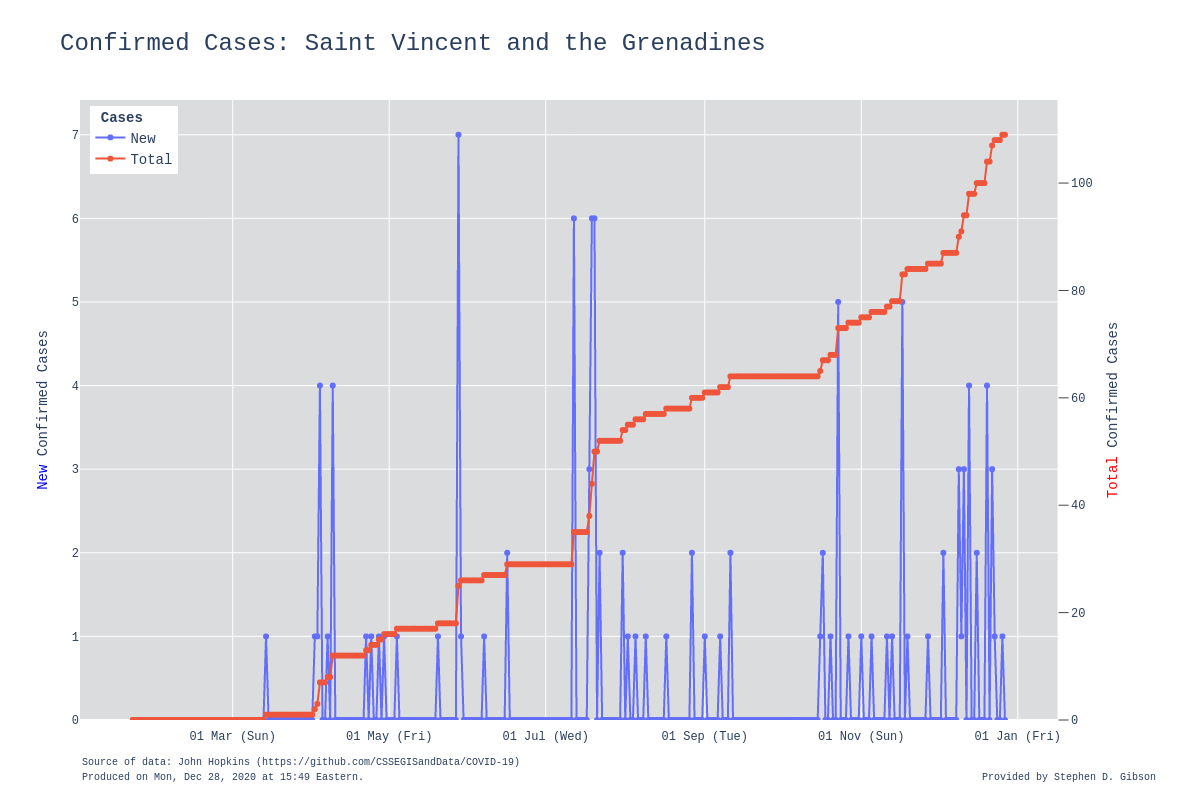 Confirmed Cases: Saint Vincent and the Grenadines
Cases
New
Total
7
6
5
4
3
2
1
0
100
80
60
40
20
0
New Confirmed Cases
Total Confirmed Cases
01 Mar (Sun)
01 May (Fri)
01 Jul (Wed)
01 Sep (Tue)
01 Nov (Sun)
01 Jan (Fri)
Source of data: John Hopkins (https://github.com/CSSEGISandData/COVID-19)
Produced on Mon, Dec 28, 2020 at 15:49 Eastern.
Provided by Stephen D. Gibson